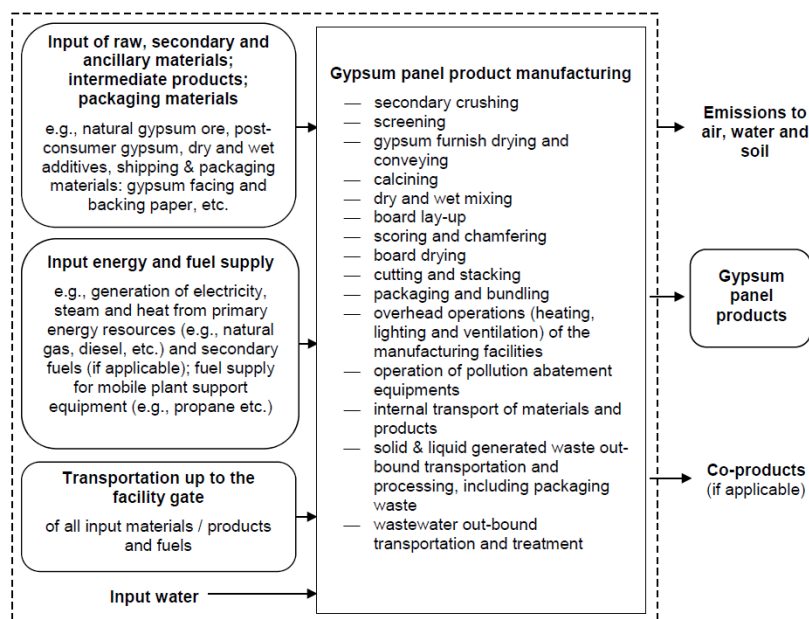 Input of raw, secondary and
ancillary materials;
intermediate products;
packaging materials
e.g., natural gypsum ore, post-
consumer gypsum, dry and wet
additives, shipping & packaging
materials: gypsum facing and
backing paper, etc.
Input energy and fuel supply
e.g., generation of electricity,
steam and heat from primary
energy resources (e.g., natural
gas, diesel, etc.) and secondary
fuels (if applicable); fuel supply
for mobile plant support
equipment (e.g., propane etc.)
Transportation up to the
facility gate
of all input materials / products
and fuels
Input water
Gypsum panel product manufacturing
— secondary crushing
— screening
— gypsum furnish drying and
conveying
— calcining
— dry and wet mixing
— board lay-up
— scoring and chamfering
— board drying
— cutting and stacking
— packaging and bundling
— overhead operations (heating,
lighting and ventilation) of the
manufacturing facilities
— operation of pollution abatement
equipments
— internal transport of materials and
products
— solid & liquid generated waste out-
bound transportation and
processing, including packaging
waste
— wastewater out-bound
transportation and treatment
Emissions to
air, water and
soil
Gypsum
panel
products
Co-products
(if applicable)